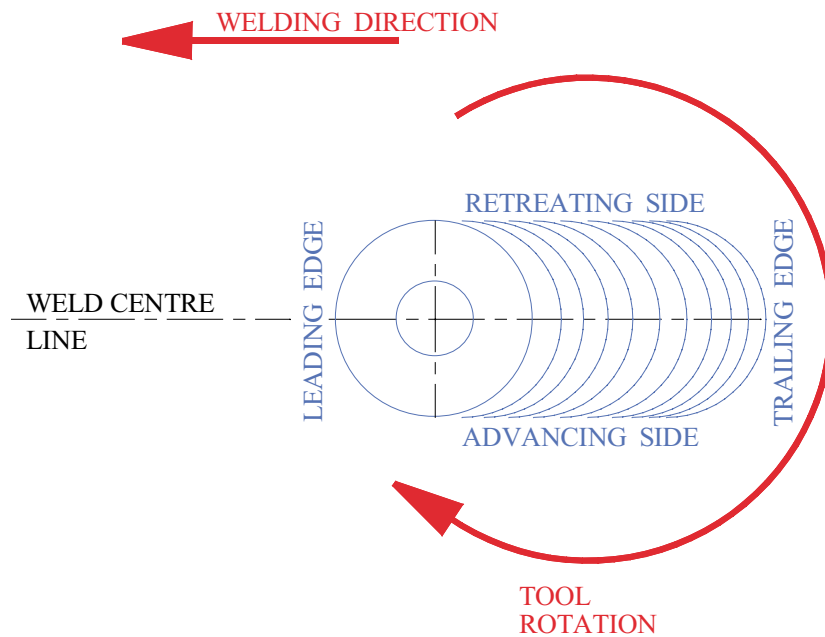 WELDING DIRECTION
RETREATING SIDE
LEADING EDGE
TRAILING EDGE
WELD CENTRE
LINE
ADVANCING SIDE
TOOL
ROTATION